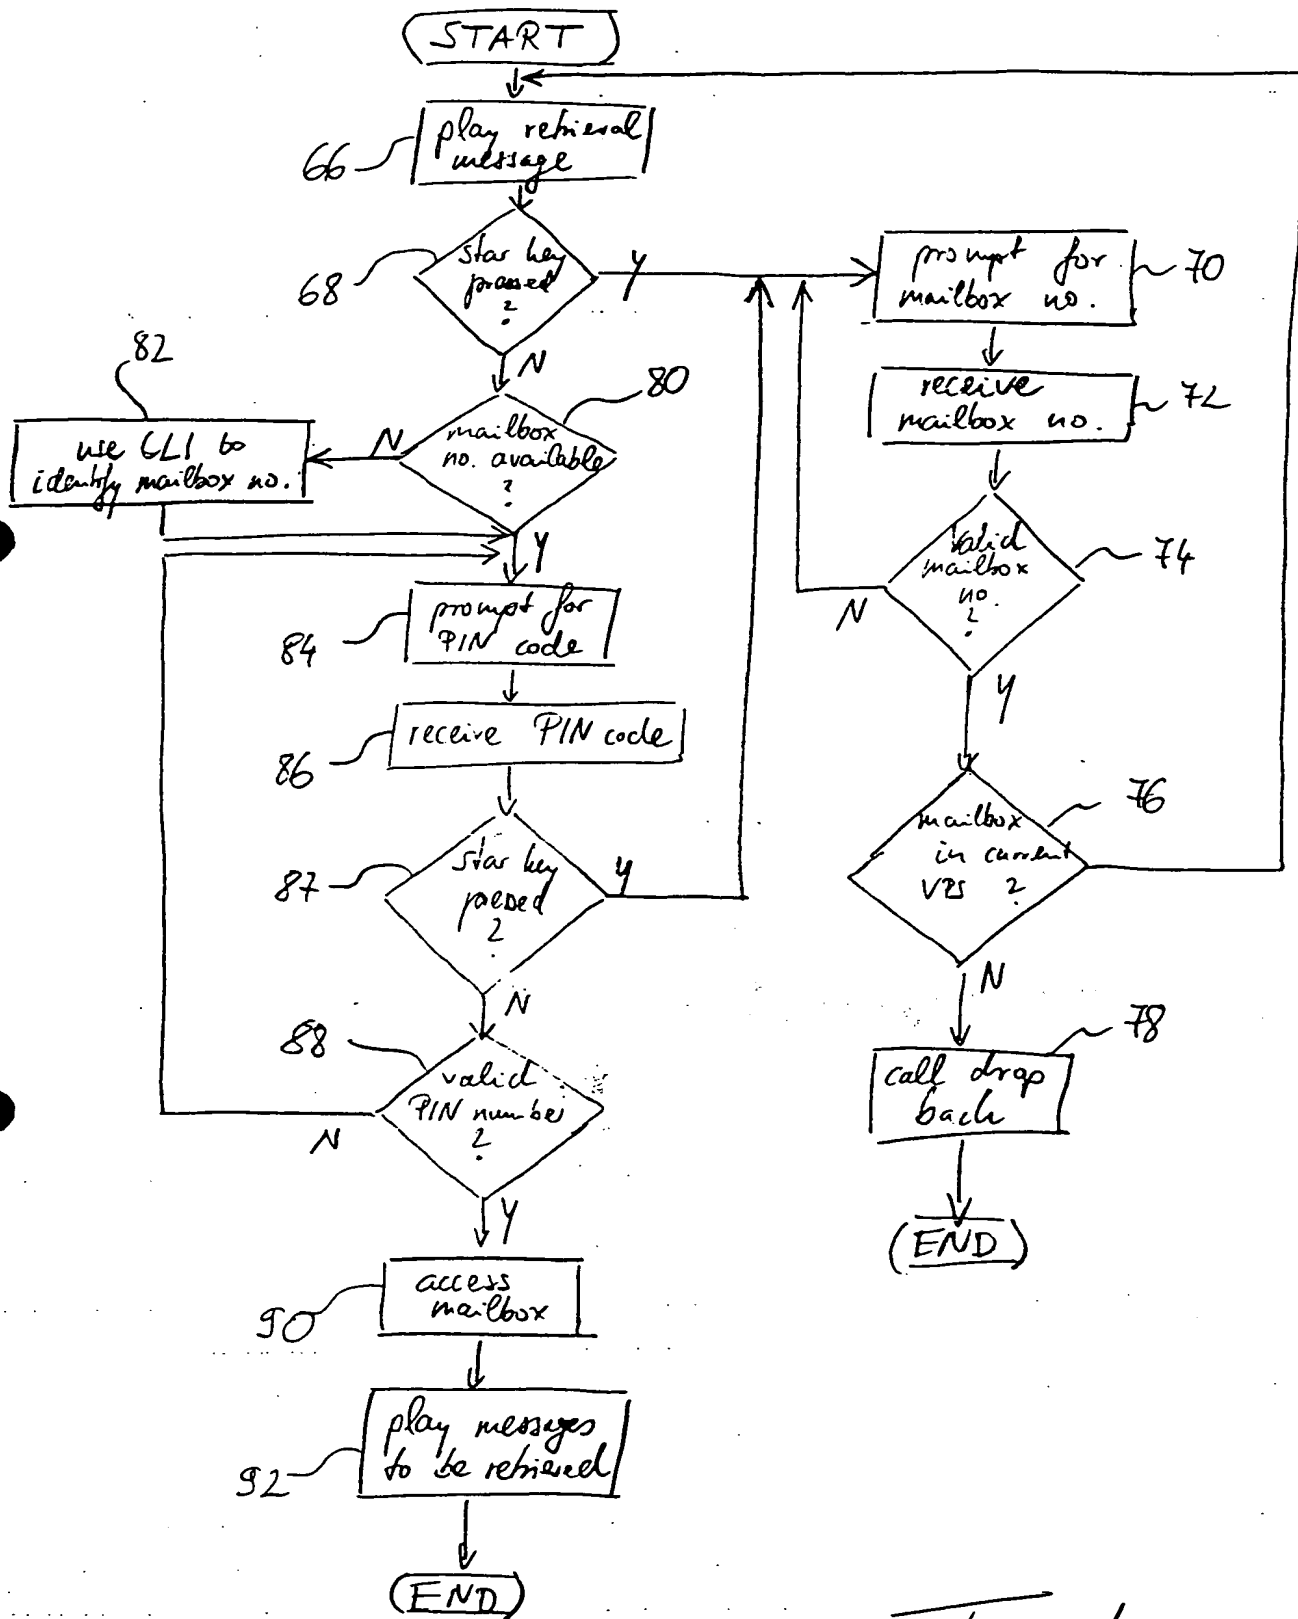 START
play retrieval
message
66
star key
pressed
?
68
Y
N
prompt for
mailbox no.
70
receive
mailbox no.
72
82
80
use CLI to
identify mailbox no.
N
mailbox
no. available
?
Y
valid
mailbox
no.
?
74
N
Y
prompt for
PIN code
84
receive PIN code
86
mailbox
in current
VPS ?
76
N
star key
pressed
?
87
Y
N
call drop
back
78
END
88
valid
PIN number
?
N
Y
access
mailbox
90
play messages
to be retrieved
92
END